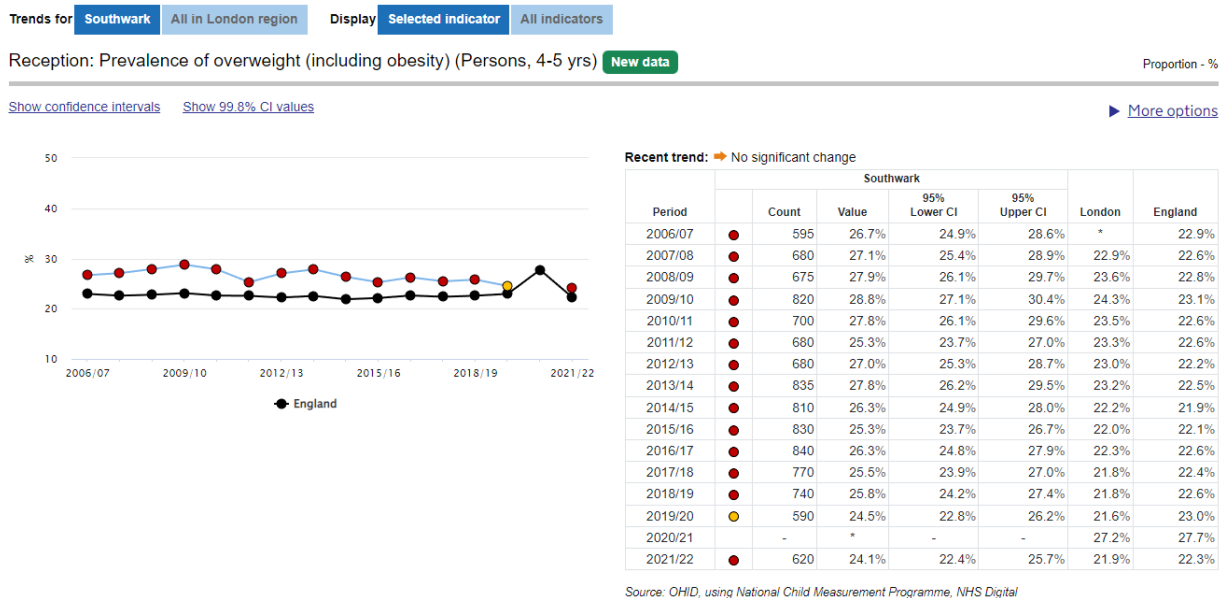 Trends for Southwark All in London region Display Selected indicator All indicators
Reception: Prevalence of overweight (including obesity) (Persons, 4-5 yrs) New data
Proportion - %
Show confidence intervals Show 99.8% CI values
More options
50
40
30
20
10
%
2006/07 2009/10 2012/13 2015/16 2018/19 2021/22
England
Recent trend: No significant change
Southwark
Period Count Value 95% Lower CI 95% Upper CI London England
2006/07 595 26.7% 24.9% 28.6% * 22.9%
2007/08 680 27.1% 25.4% 28.9% 22.9% 22.6%
2008/09 675 27.9% 26.1% 29.7% 23.6% 22.8%
2009/10 820 28.8% 27.1% 30.4% 24.3% 23.1%
2010/11 700 27.8% 26.1% 29.6% 23.5% 22.6%
2011/12 680 25.3% 23.7% 27.0% 23.3% 22.6%
2012/13 680 27.0% 25.3% 28.7% 23.0% 22.2%
2013/14 835 27.8% 26.2% 29.5% 23.2% 22.5%
2014/15 810 26.3% 24.9% 28.0% 22.2% 21.9%
2015/16 830 25.3% 23.7% 26.7% 22.0% 22.1%
2016/17 840 26.3% 24.8% 27.9% 22.3% 22.6%
2017/18 770 25.5% 23.9% 27.0% 21.8% 22.4%
2018/19 740 25.8% 24.2% 27.4% 21.8% 22.6%
2019/20 590 24.5% 22.8% 26.2% 21.6% 23.0%
2020/21 - * - - 27.2% 27.7%
2021/22 620 24.1% 22.4% 25.7% 21.9% 22.3%
Source: OHID, using National Child Measurement Programme, NHS Digital